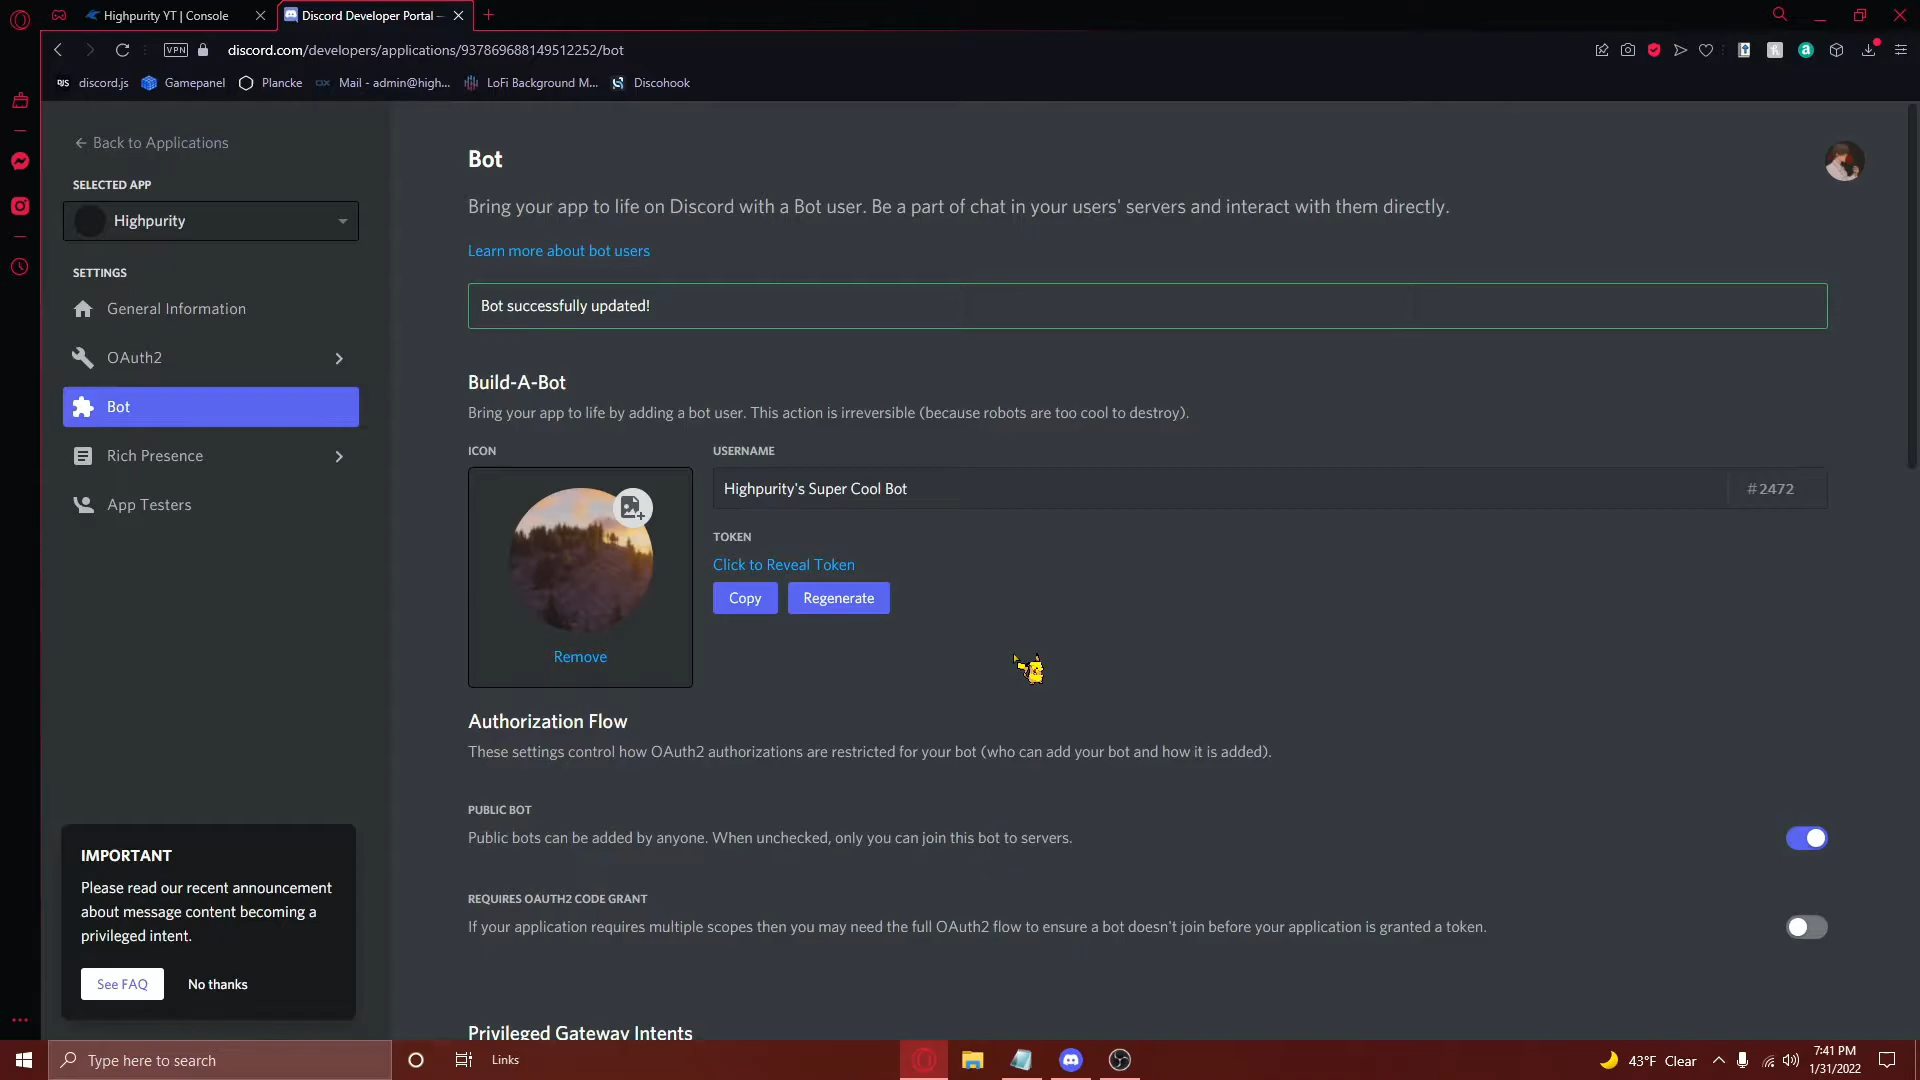 Highpurity YT | Console
Discord Developer Portal —
VPN
discord.com/developers/applications/937869688149512252/bot
DJS discord.js
Gamepanel
Plancke
OX Mail - admin@high...
LoFi Background M...
Discohook
← Back to Applications
SELECTED APP
Highpurity
SETTINGS
General Information
OAuth2
Bot
Rich Presence
App Testers
IMPORTANT
Please read our recent announcement
about message content becoming a
privileged intent.
See FAQ
No thanks
Bot
Bring your app to life on Discord with a Bot user. Be a part of chat in your users' servers and interact with them directly.
Learn more about bot users
Bot successfully updated!
Build-A-Bot
Bring your app to life by adding a bot user. This action is irreversible (because robots are too cool to destroy).
ICON
Remove
USERNAME
Highpurity's Super Cool Bot
#2472
TOKEN
Click to Reveal Token
Copy
Regenerate
Authorization Flow
These settings control how OAuth2 authorizations are restricted for your bot (who can add your bot and how it is added).
PUBLIC BOT
Public bots can be added by anyone. When unchecked, only you can join this bot to servers.
REQUIRES OAUTH2 CODE GRANT
If your application requires multiple scopes then you may need the full OAuth2 flow to ensure a bot doesn't join before your application is granted a token.
Privileged Gateway Intents
Type here to search
Links
43°F Clear
7:41 PM
1/31/2022